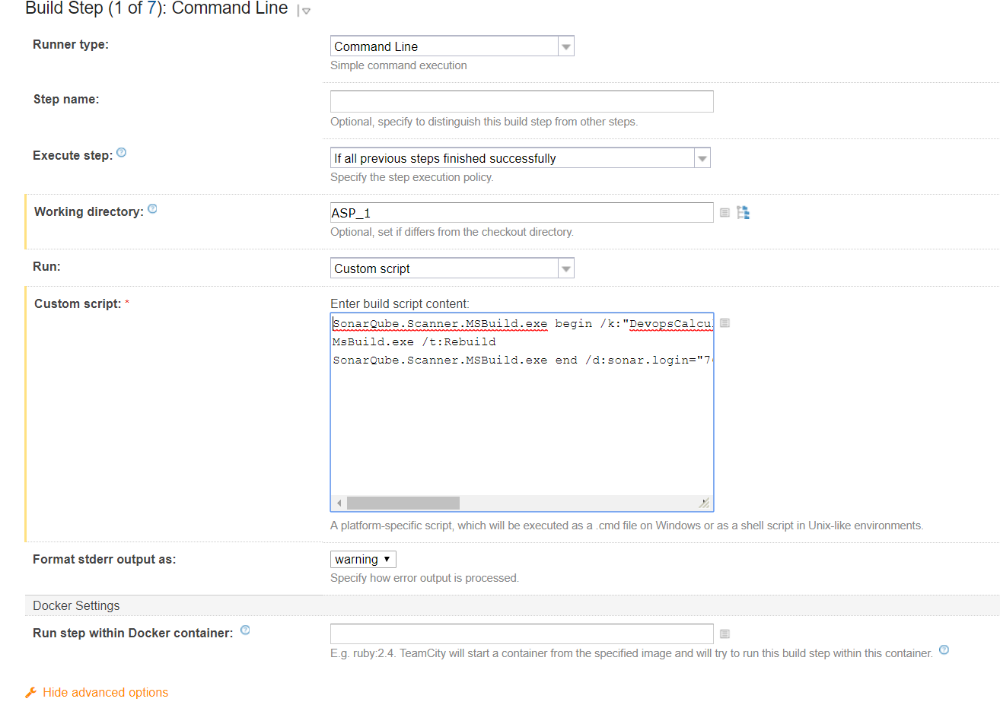 Build Step (1 of 7): Command Line
Runner type:
Command Line
Simple command execution
Step name:
Optional, specify to distinguish this build step from other steps.
Execute step:
If all previous steps finished successfully
Specify the step execution policy.
Working directory:
ASP_1
Optional, set if differs from the checkout directory.
Run:
Custom script
Custom script: *
Enter build script content:
SonarQube.Scanner.MSBuild.exe begin /k:"DevopsCalcu
MsBuild.exe /t:Rebuild
SonarQube.Scanner.MSBuild.exe end /d:sonar.login="7
A platform-specific script, which will be executed as a .cmd file on Windows or as a shell script in Unix-like environments.
Format stderr output as:
warning
Specify how error output is processed.
Docker Settings
Run step within Docker container:
E.g. ruby:2.4. TeamCity will start a container from the specified image and will try to run this build step within this container.
Hide advanced options